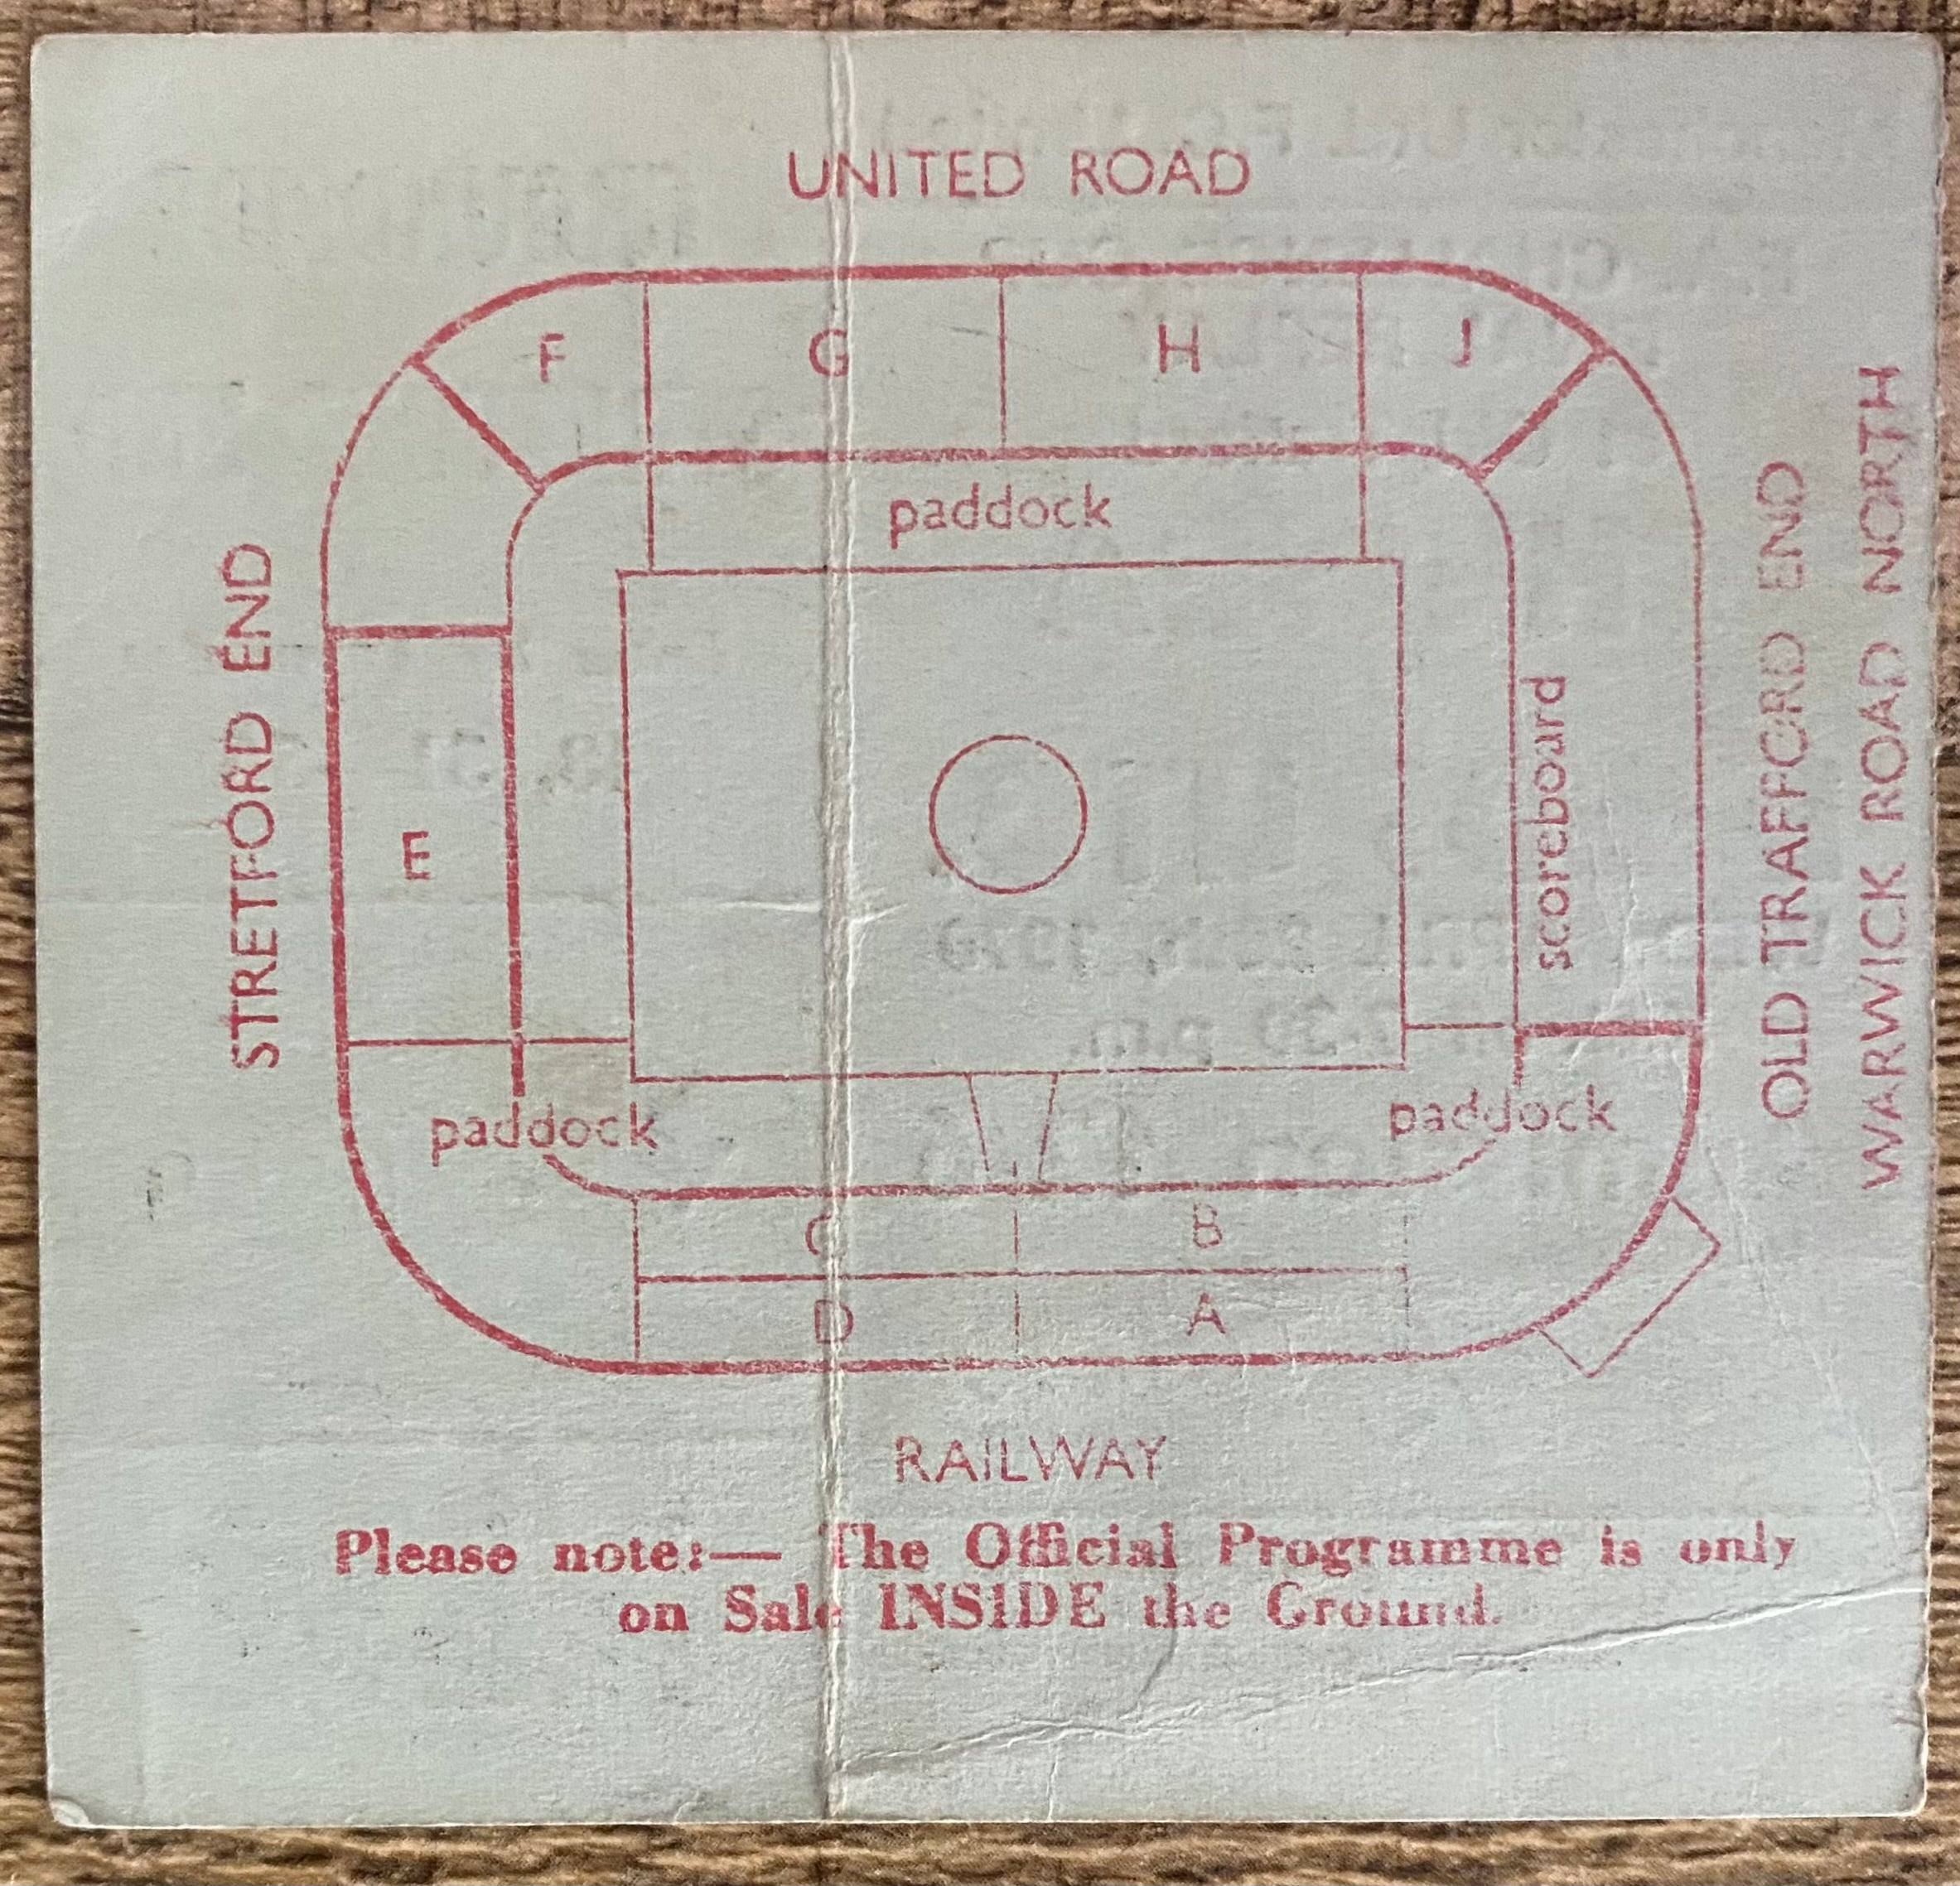 UNITED ROAD
F G H J
paddock
STRETFORD END
E
scoreboard
OLD TRAFFORD END
WARWICK ROAD NORTH
paddock paddock
C B
D A
RAILWAY
Please note:— The Official Programme is only
on Sale INSIDE the Ground.